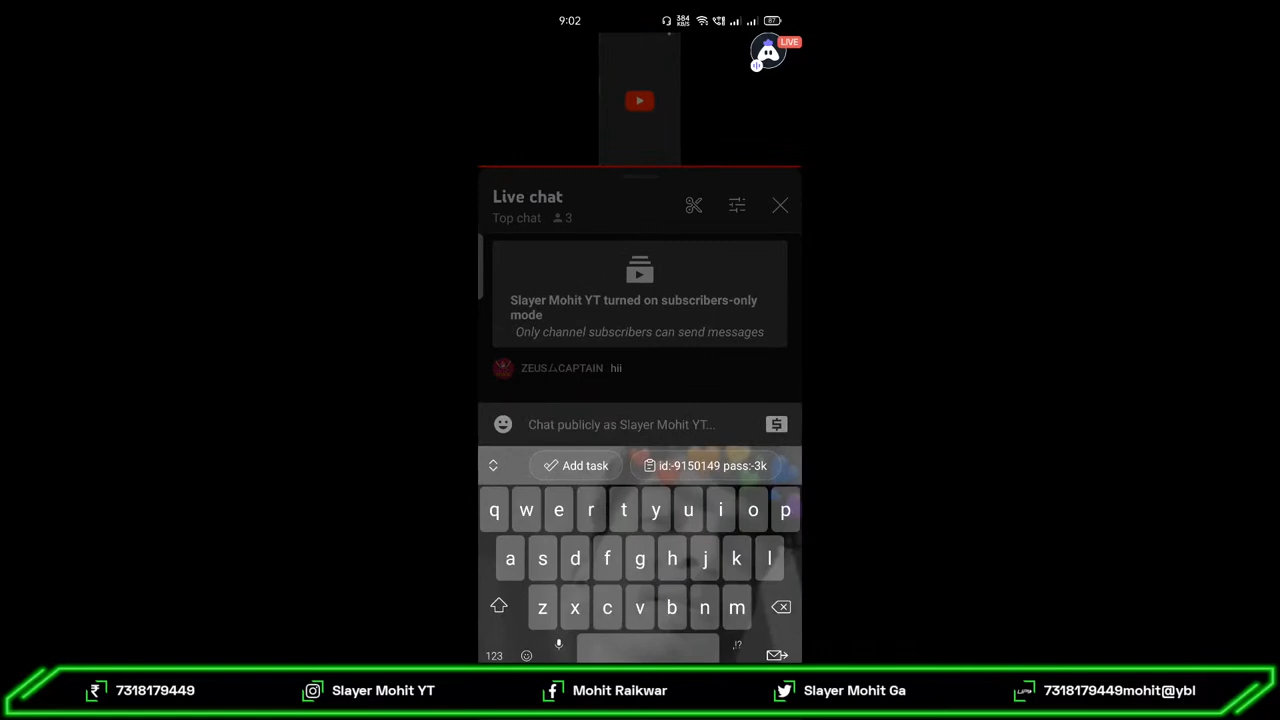 9:02
384
KB/S
87
LIVE
Live chat
Top chat 3
Slayer Mohit YT turned on subscribers-only
mode
Only channel subscribers can send messages
ZEUSムCAPTAIN hii
Chat publicly as Slayer Mohit YT...
Add task
id:-9150149 pass:-3k
q w e r t y u i o p
a s d f g h j k l
z x c v b n m
,!?
123
₹ 7318179449
Slayer Mohit YT
Mohit Raikwar
Slayer Mohit Ga
7318179449mohit@ybl